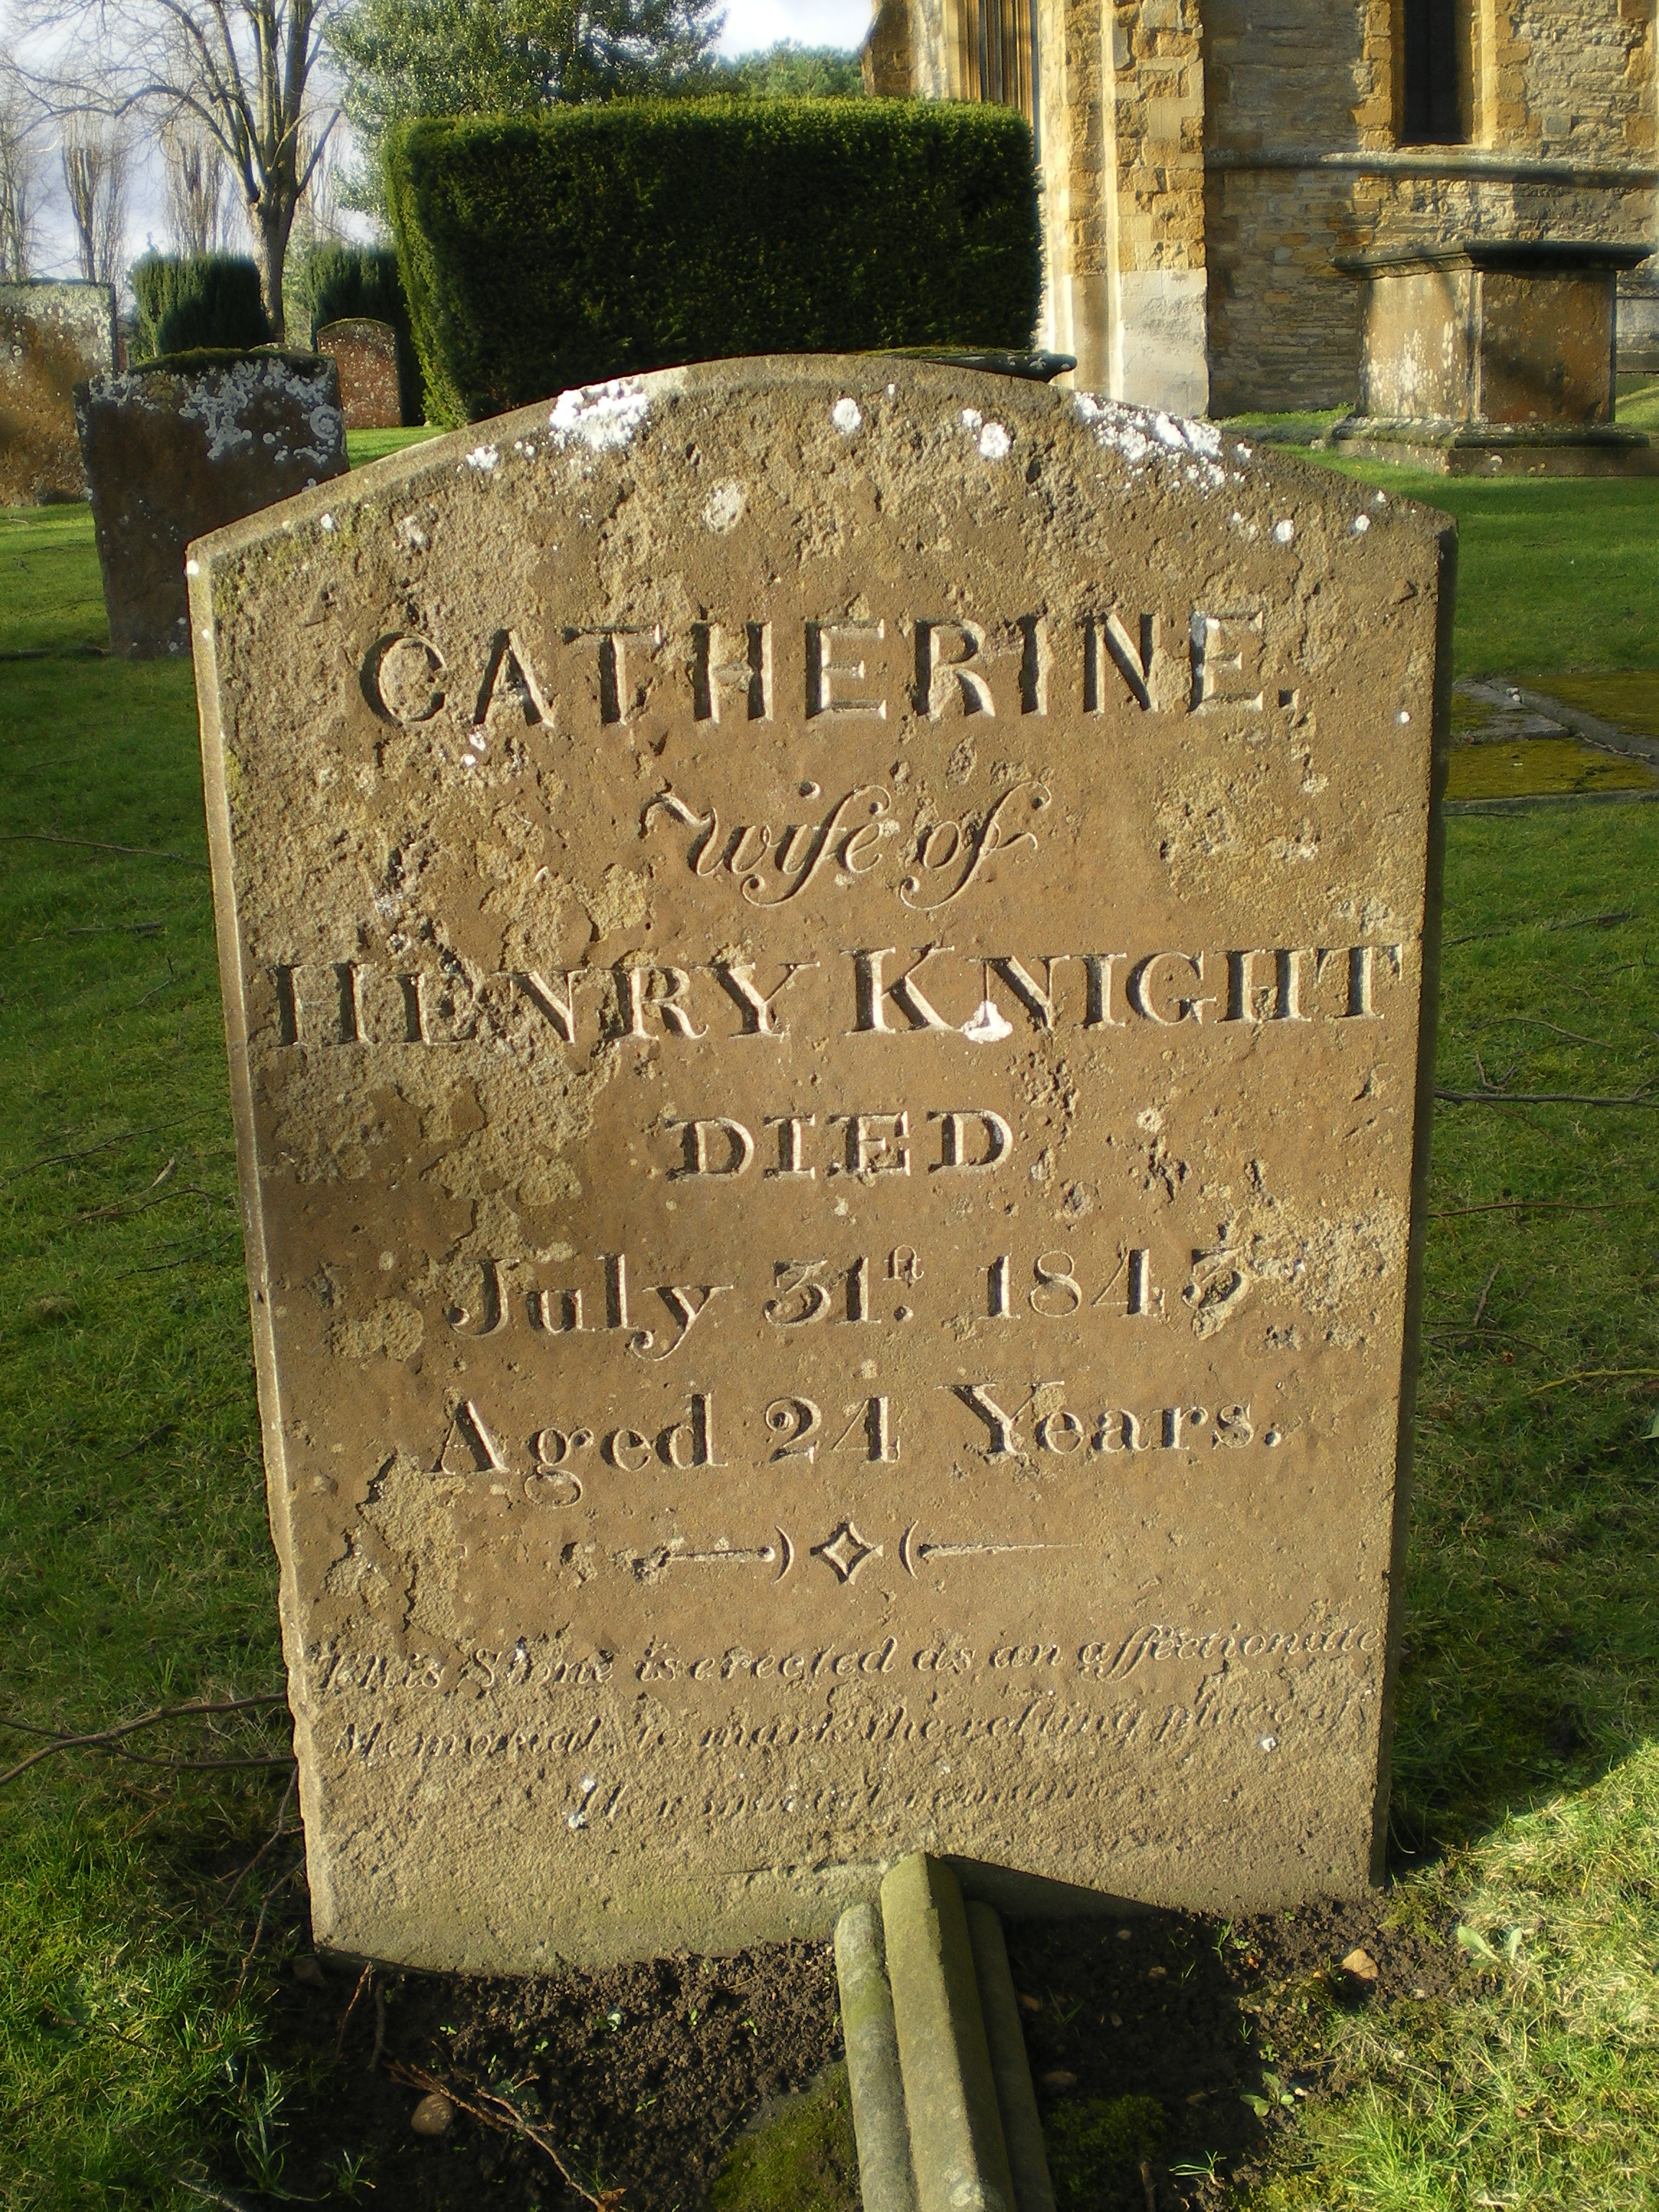 CATHERINE,
wife of
HENRY KNIGHT
DIED
July 31st. 1843
Aged 24 Years.
This Stone is erected as an affectionate
Memorial, to mark the resting place of
Her mortal remains